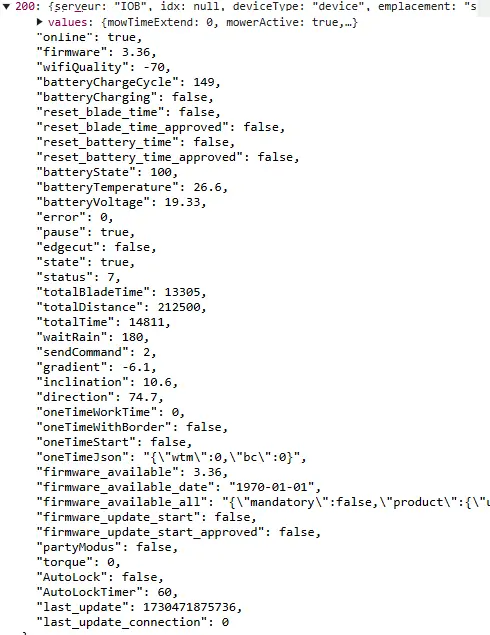 ▼ 200: {serveur: "IOB", idx: null, deviceType: "device", emplacement: "s
▶ values: {mowTimeExtend: 0, mowerActive: true,…}
"online": true,
"firmware": 3.36,
"wifiQuality": -70,
"batteryChargeCycle": 149,
"batteryCharging": false,
"reset_blade_time": false,
"reset_blade_time_approved": false,
"reset_battery_time": false,
"reset_battery_time_approved": false,
"batteryState": 100,
"batteryTemperature": 26.6,
"batteryVoltage": 19.33,
"error": 0,
"pause": true,
"edgecut": false,
"state": true,
"status": 7,
"totalBladeTime": 13305,
"totalDistance": 212500,
"totalTime": 14811,
"waitRain": 180,
"sendCommand": 2,
"gradient": -6.1,
"inclination": 10.6,
"direction": 74.7,
"oneTimeWorkTime": 0,
"oneTimeWithBorder": false,
"oneTimeStart": false,
"oneTimeJson": "{\"wtm\":0,\"bc\":0}",
"firmware_available": 3.36,
"firmware_available_date": "1970-01-01",
"firmware_available_all": "{\"mandatory\":false,\"product\":{\"u
"firmware_update_start": false,
"firmware_update_start_approved": false,
"partyModus": false,
"torque": 0,
"AutoLock": false,
"AutoLockTimer": 60,
"last_update": 1730471875736,
"last_update_connection": 0